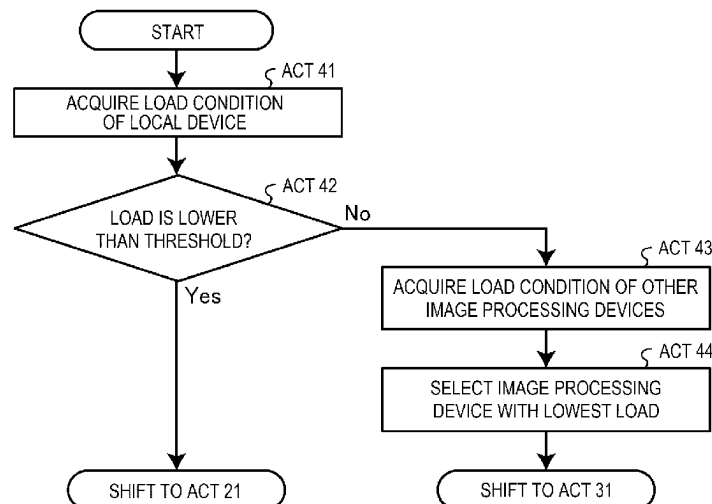 START
ACT 41
ACQUIRE LOAD CONDITION
OF LOCAL DEVICE
ACT 42
LOAD IS LOWER
THAN THRESHOLD?
No
Yes
ACT 43
ACQUIRE LOAD CONDITION OF OTHER
IMAGE PROCESSING DEVICES
ACT 44
SELECT IMAGE PROCESSING
DEVICE WITH LOWEST LOAD
SHIFT TO ACT 21
SHIFT TO ACT 31